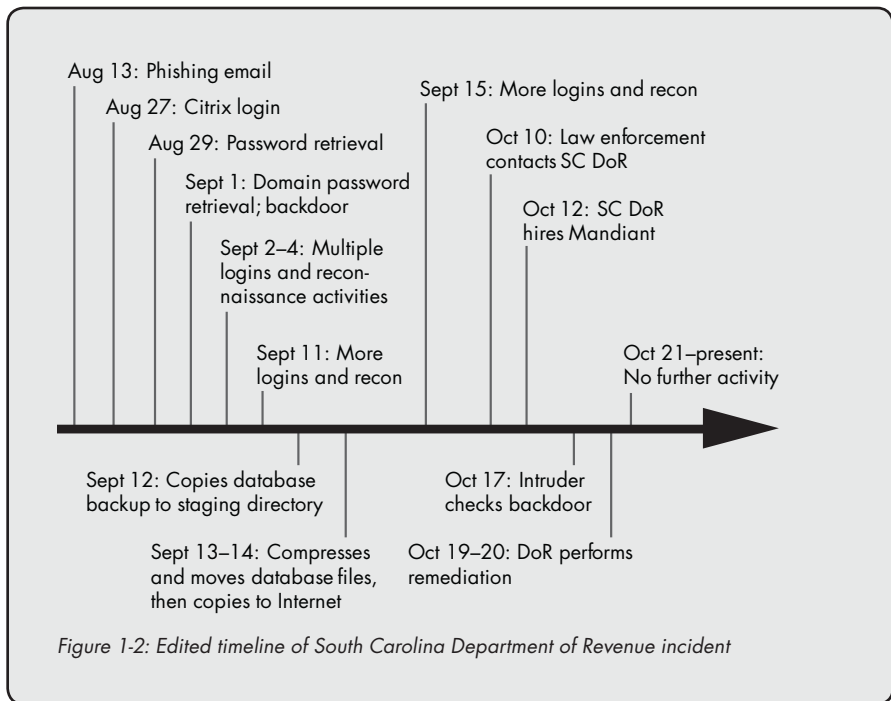 Aug 13: Phishing email
Aug 27: Citrix login
Aug 29: Password retrieval
Sept 1: Domain password
retrieval; backdoor
Sept 2–4: Multiple
logins and recon-
naissance activities
Sept 11: More
logins and recon
Sept 15: More logins and recon
Oct 10: Law enforcement
contacts SC DoR
Oct 12: SC DoR
hires Mandiant
Oct 21–present:
No further activity
Sept 12: Copies database
backup to staging directory
Sept 13–14: Compresses
and moves database files,
then copies to Internet
Oct 17: Intruder
checks backdoor
Oct 19–20: DoR performs
remediation
Figure 1-2: Edited timeline of South Carolina Department of Revenue incident